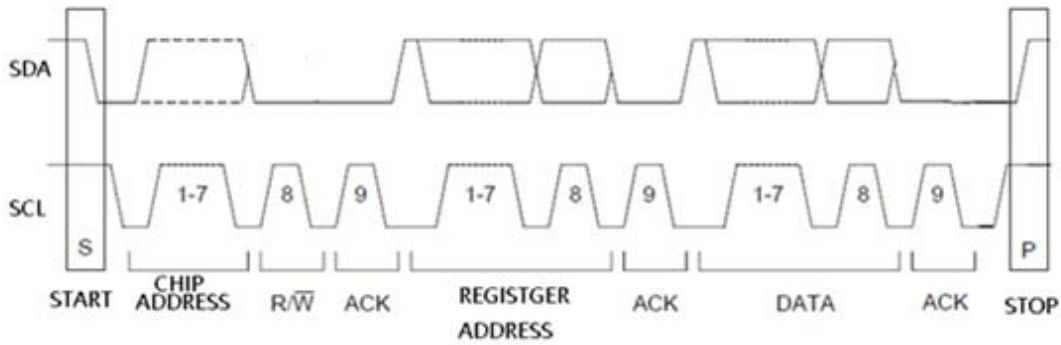 SDA
SCL
1-7 8 9 1-7 8 9 1-7 8 9
S P
START CHIP ADDRESS R/W̅ ACK REGISTGER ADDRESS ACK DATA ACK STOP